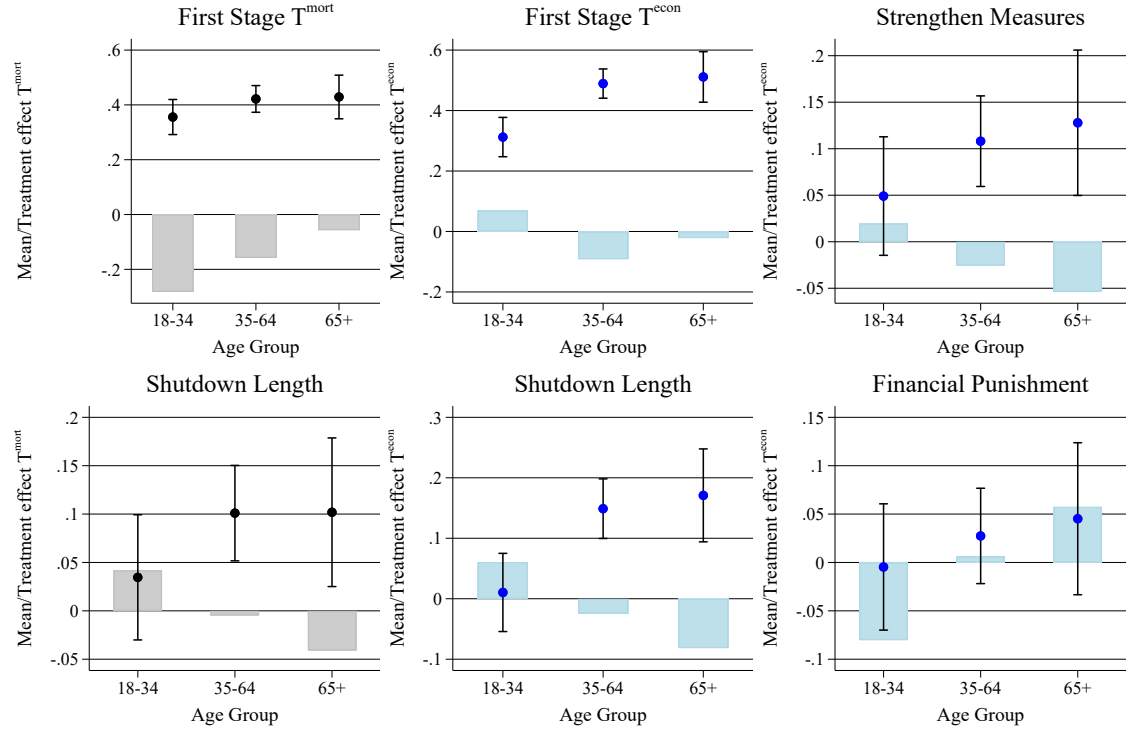 First Stage T^mort
Mean/Treatment effect T^mort
.6
.4
.2
0
-.2
18-34 35-64 65+
Age Group
First Stage T^econ
Mean/Treatment effect T^econ
.6
.4
.2
0
-.2
18-34 35-64 65+
Age Group
Strengthen Measures
Mean/Treatment effect T^econ
.2
.15
.1
.05
0
-.05
18-34 35-64 65+
Age Group
Shutdown Length
Mean/Treatment effect T^mort
.2
.15
.1
.05
0
-.05
18-34 35-64 65+
Age Group
Shutdown Length
Mean/Treatment effect T^econ
.3
.2
.1
0
-.1
18-34 35-64 65+
Age Group
Financial Punishment
Mean/Treatment effect T^econ
.15
.1
.05
0
-.05
-.1
18-34 35-64 65+
Age Group